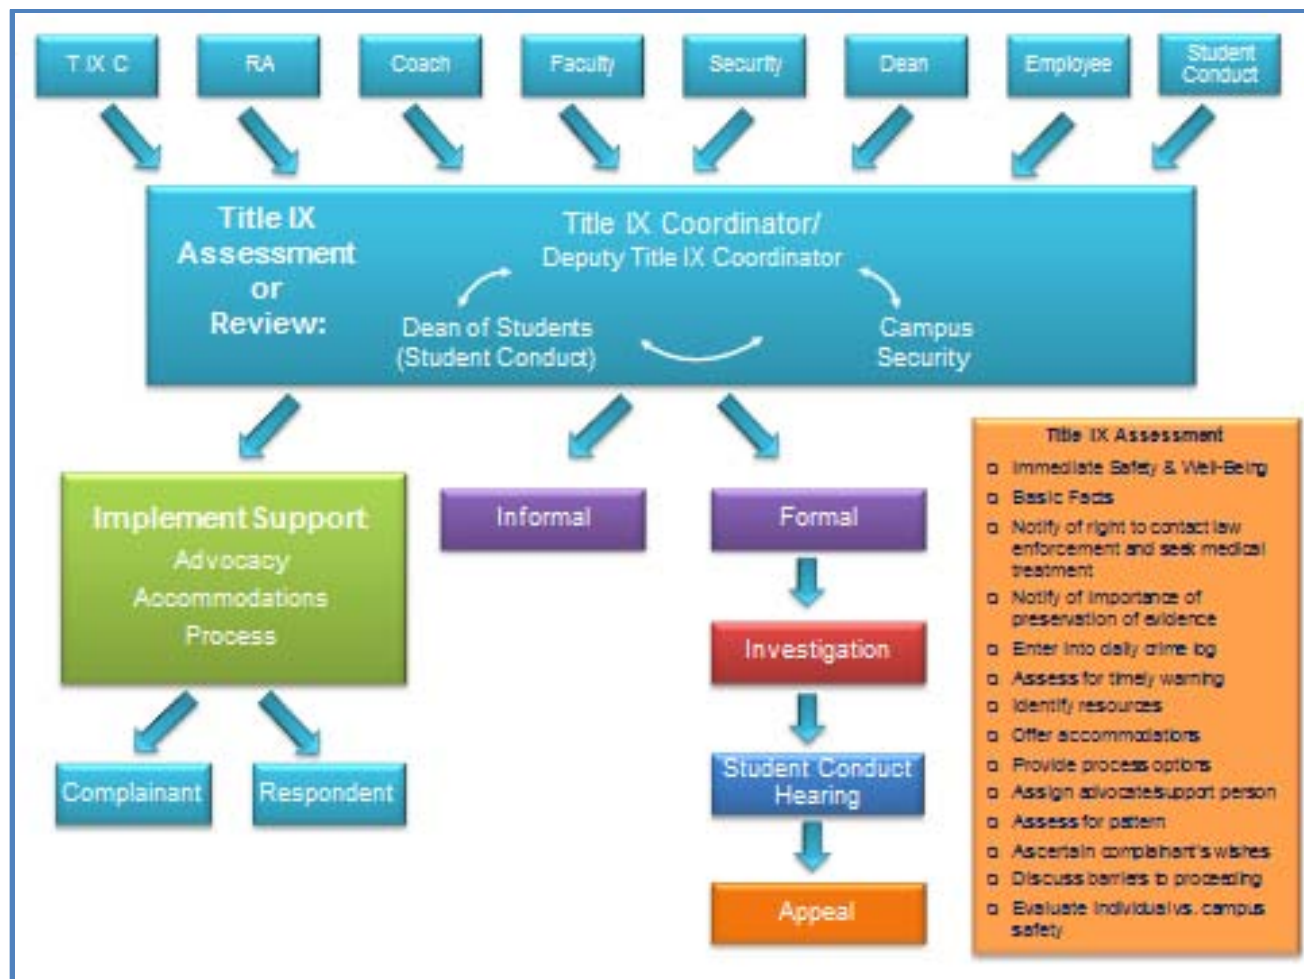 T IX C
RA
Coach
Faculty
Security
Dean
Employee
Student
Conduct
Title IX
Assessment
or
Review:
Title IX Coordinator/
Deputy Title IX Coordinator
Dean of Students
(Student Conduct)
Campus
Security
Implement Support
Advocacy
Accommodations
Process
Complainant
Respondent
Informal
Formal
Investigation
Student Conduct
Hearing
Appeal
Title IX Assessment
Immediate Safety & Well-Being
Basic Facts
Notify of right to contact law
enforcement and seek medical
treatment
Notify of importance of
preservation of evidence
Enter into daily crime log
Assess for timely warning
Identify resources
Offer accommodations
Provide process options
Assign advocate/support person
Assess for pattern
Ascertain complainant's wishes
Discuss barriers to proceeding
Evaluate individual vs. campus
safety